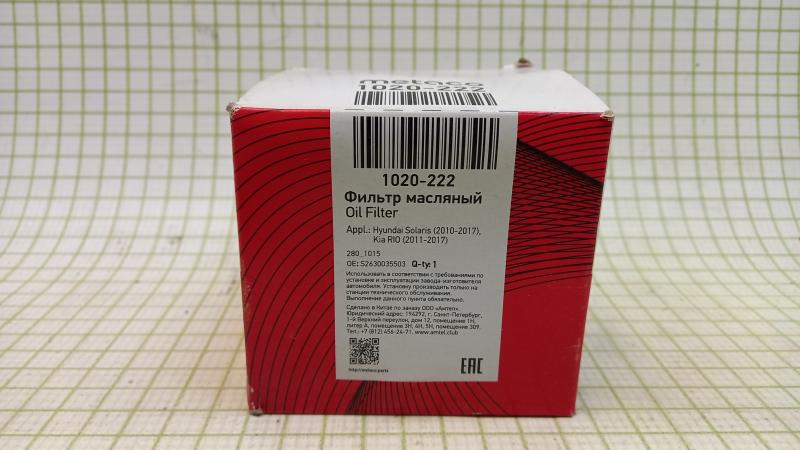 metaco
1020-222
1020-222
Фильтр масляный
Oil Filter
Appl.: Hyundai Solaris (2010-2017),
Kia RIO (2011-2017)
280_1015
OE: S2630035503 Q-ty: 1
Использовать в соответствии с требованиями по
установке и эксплуатации завода-изготовителя
автомобиля. Установку производить только на
станции технического обслуживания.
Выполнение данного пункта обязательно.
Сделано в Китае по заказу ООО «Антел».
Юридический адрес: 194292, г. Санкт-Петербург,
1-й Верхний переулок, дом 12, помещение 1Н,
литер А, помещение 3Н, 4Н, 5Н, помещение 309.
Тел.: +7 (812) 456-24-71. www.amtel.club
http://metaco.parts
EAC